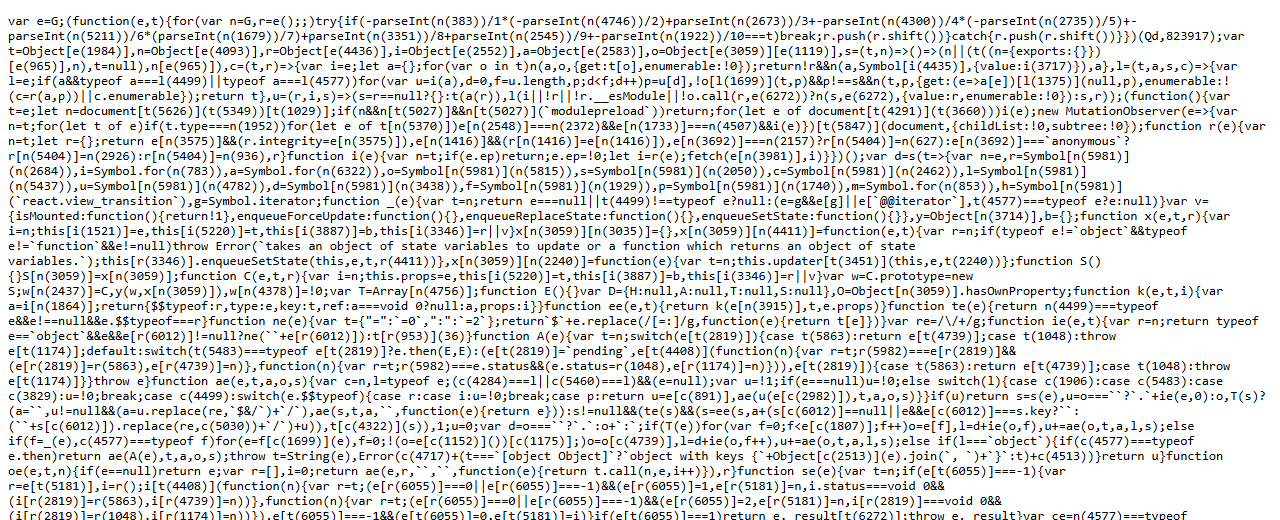 var e=G;(function(e,t){for(var n=G,r=e();;)try{if(-parseInt(n(383))/1*(-parseInt(n(4746))/2)+parseInt(n(2673))/3+-parseInt(n(4300))/4*(-parseInt(n(2735))/5)+-
parseInt(n(5211))/6*(parseInt(n(1679))/7)+parseInt(n(3351))/8+parseInt(n(2545))/9+-parseInt(n(1922))/10===t)break;r.push(r.shift())}catch{r.push(r.shift())}})(Qd,823917);var
t=Object[e(1984)],n=Object[e(4093)],r=Object[e(4436)],i=Object[e(2552)],a=Object[e(2583)],o=Object[e(3059)][e(1119)],s=(t,n)=>()=>(n||(t((n={exports:{}})
[e(965)],n),t=null),n[e(965)]),c=(t,r)=>{var i=e;let a={};for(var o in t)n(a,o,{get:t[o],enumerable:!0});return!r&&n(a,Symbol[i(4435)],{value:i(3717)}),a},l=(t,a,s,c)=>{var
l=e;if(a&&typeof a===l(4499)||typeof a===l(4577))for(var u=i(a),d=0,f=u.length,p;d<f;d++)p=u[d],!o[l(1699)](t,p)&&p!==s&&n(t,p,{get:(e=>a[e])[l(1375)](null,p),enumerable:!
(c=r(a,p))||c.enumerable});return t},u=(r,i,s)=>(s=r==null?{}:t(a(r)),l(i||!r||!r.__esModule||!o.call(r,e(6272))?n(s,e(6272),{value:r,enumerable:!0}):s,r));(function(){var
t=e;let n=document[t(5626)](t(5349))[t(1029)];if(n&&n[t(5027)]&&n[t(5027)](`modulepreload`))return;for(let e of document[t(4291)](t(3660)))i(e);new MutationObserver(e=>{var
n=t;for(let t of e)if(t.type===n(1952))for(let e of t[n(5370)])e[n(2548)]===n(2372)&&e[n(1733)]===n(4507)&&i(e)})[t(5847)](document,{childList:!0,subtree:!0});function r(e){var
n=t;let r={};return e[n(3575)]&&(r.integrity=e[n(3575)]),e[n(1416)]&&(r[n(1416)]=e[n(1416)]),e[n(3692)]===n(2157)?r[n(5404)]=n(627):e[n(3692)]===`anonymous`?
r[n(5404)]=n(2926):r[n(5404)]=n(936),r}function i(e){var n=t;if(e.ep)return;e.ep=!0;let i=r(e);fetch(e[n(3981)],i)}})();var d=s(t=>{var n=e,r=Symbol[n(5981)]
(n(2684)),i=Symbol.for(n(783)),a=Symbol.for(n(6322)),o=Symbol[n(5981)](n(5815)),s=Symbol[n(5981)](n(2050)),c=Symbol[n(5981)](n(2462)),l=Symbol[n(5981)]
(n(5437)),u=Symbol[n(5981)](n(4782)),d=Symbol[n(5981)](n(3438)),f=Symbol[n(5981)](n(1929)),p=Symbol[n(5981)](n(1740)),m=Symbol.for(n(853)),h=Symbol[n(5981)]
(`react.view_transition`),g=Symbol.iterator;function _(e){var t=n;return e===null||t(4499)!==typeof e?null:(e=g&&e[g]||e[`@@iterator`],t(4577)===typeof e?e:null)}var v=
{isMounted:function(){return!1},enqueueForceUpdate:function(){},enqueueReplaceState:function(){},enqueueSetState:function(){}},y=Object[n(3714)],b={};function x(e,t,r){var
i=n;this[i(1521)]=e,this[i(5220)]=t,this[i(3887)]=b,this[i(3346)]=r||v}x[n(3059)][n(3035)]={},x[n(3059)][n(4411)]=function(e,t){var r=n;if(typeof e!=`object`&&typeof
e!=`function`&&e!=null)throw Error(`takes an object of state variables to update or a function which returns an object of state
variables.`);this[r(3346)].enqueueSetState(this,e,t,r(4411))},x[n(3059)][n(2240)]=function(e){var t=n;this.updater[t(3451)](this,e,t(2240))};function S()
{}S[n(3059)]=x[n(3059)];function C(e,t,r){var i=n;this.props=e,this[i(5220)]=t,this[i(3887)]=b,this[i(3346)]=r||v}var w=C.prototype=new
S;w[n(2437)]=C,y(w,x[n(3059)]),w[n(4378)]=!0;var T=Array[n(4756)];function E(){}var D={H:null,A:null,T:null,S:null},O=Object[n(3059)].hasOwnProperty;function k(e,t,i){var
a=i[n(1864)];return{$$typeof:r,type:e,key:t,ref:a===void 0?null:a,props:i}}function ee(e,t){return k(e[n(3915)],t,e.props)}function te(e){return n(4499)===typeof
e&&e!==null&&e.$$typeof===r}function ne(e){var t={"=":`=0`,":":`=2`};return`$`+e.replace(/[=:]/g,function(e){return t[e]})}var re=/\/+/g;function ie(e,t){var r=n;return typeof
e==`object`&&e&&e[r(6012)]!=null?ne(``+e[r(6012)]):t[r(953)](36)}function A(e){var t=n;switch(e[t(2819)]){case t(5863):return e[t(4739)];case t(1048):throw
e[t(1174)];default:switch(t(5483)===typeof e[t(2819)]?e.then(E,E):(e[t(2819)]=`pending`,e[t(4408)](function(n){var r=t;r(5982)===e[r(2819)]&&
(e[r(2819)]=r(5863),e[r(4739)]=n)},function(n){var r=t;r(5982)===e.status&&(e.status=r(1048),e[r(1174)]=n)})),e[t(2819)]){case t(5863):return e[t(4739)];case t(1048):throw
e[t(1174)]}}throw e}function ae(e,t,a,o,s){var c=n,l=typeof e;(c(4284)===l||c(5460)===l)&&(e=null);var u=!1;if(e===null)u=!0;else switch(l){case c(1906):case c(5483):case
c(3829):u=!0;break;case c(4499):switch(e.$$typeof){case r:case i:u=!0;break;case p:return u=e[c(891)],ae(u(e[c(2982)]),t,a,o,s)}}if(u)return s=s(e),u=o===``?`.`+ie(e,0):o,T(s)?
(a=``,u!=null&&(a=u.replace(re,`$&/`)+`/`),ae(s,t,a,``,function(e){return e})):s!=null&&(te(s)&&(s=ee(s,a+(s[c(6012)]==null||e&&e[c(6012)]===s.key?``:
(``+s[c(6012)]).replace(re,c(5030))+`/`)+u)),t[c(4322)](s)),1;u=0;var d=o===``?`.`:o+`:`;if(T(e))for(var f=0;f<e[c(1807)];f++)o=e[f],l=d+ie(o,f),u+=ae(o,t,a,l,s);else
if(f=_(e),c(4577)===typeof f)for(e=f[c(1699)](e),f=0;!(o=e[c(1152)]())[c(1175)];)o=o[c(4739)],l=d+ie(o,f++),u+=ae(o,t,a,l,s);else if(l===`object`){if(c(4577)===typeof
e.then)return ae(A(e),t,a,o,s);throw t=String(e),Error(c(4717)+(t===`[object Object]`?`object with keys {`+Object[c(2513)](e).join(`, `)+`}`:t)+c(4513))}return u}function
oe(e,t,n){if(e==null)return e;var r=[],i=0;return ae(e,r,``,``,function(e){return t.call(n,e,i++)}),r}function se(e){var t=n;if(e[t(6055)]===-1){var
r=e[t(5181)],i=r();i[t(4408)](function(n){var r=t;(e[r(6055)]===0||e[r(6055)]===-1)&&(e[r(6055)]=1,e[r(5181)]=n,i.status===void 0&&
(i[r(2819)]=r(5863),i[r(4739)]=n))},function(n){var r=t;(e[r(6055)]===0||e[r(6055)]===-1)&&(e[r(6055)]=2,e[r(5181)]=n,i[r(2819)]===void 0&&
(i[r(2819)]=r(1048),i[r(1174)]=n))}),e[t(6055)]===-1&&(e[t(6055)]=0,e[t(5181)]=i)}if(e[t(6055)]===1)return e._result[t(6272)];throw e._result}var ce=n(4577)===typeof